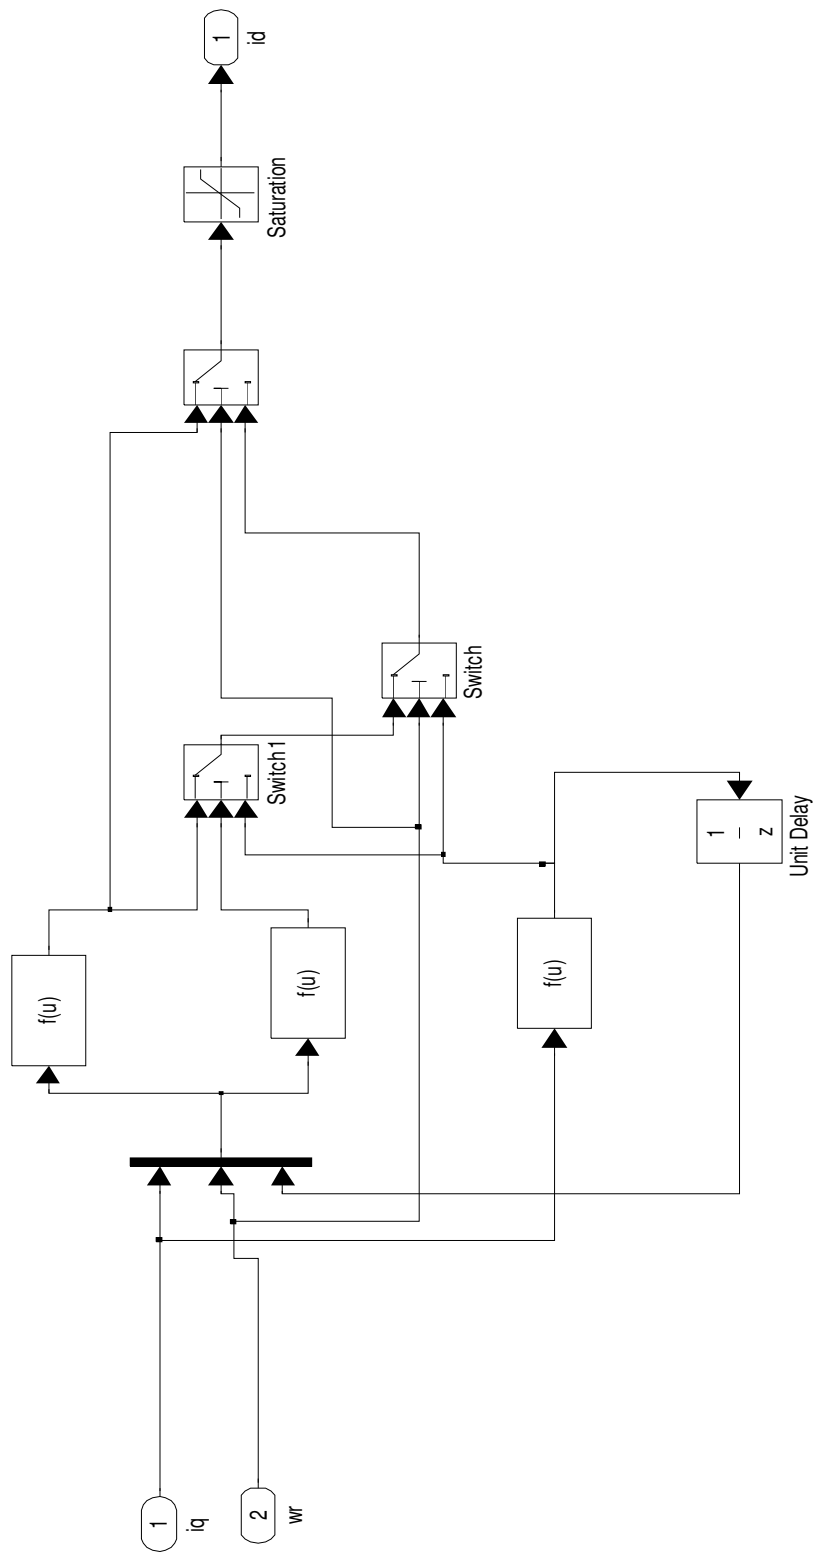 1
iq
2
wr
f(u)
f(u)
f(u)
1
z
Unit Delay
Switch1
Switch
Saturation
1
id